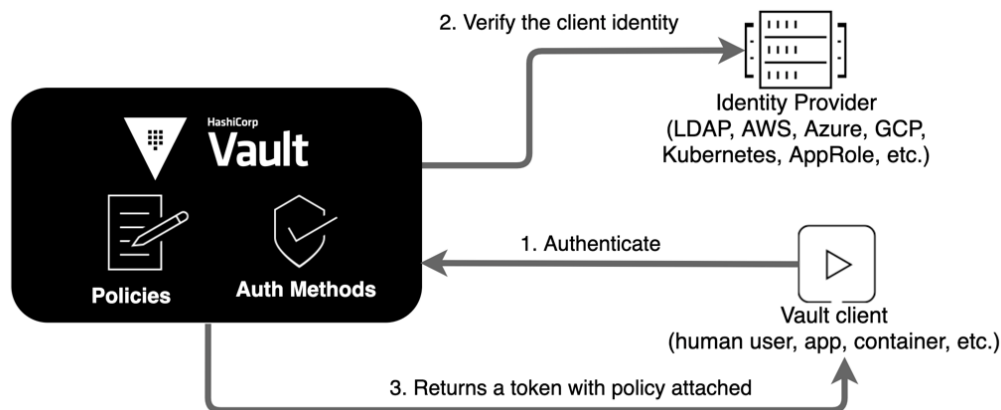 2. Verify the client identity
Identity Provider
(LDAP, AWS, Azure, GCP,
Kubernetes, AppRole, etc.)
HashiCorp
Vault
Policies
Auth Methods
1. Authenticate
Vault client
(human user, app, container, etc.)
3. Returns a token with policy attached